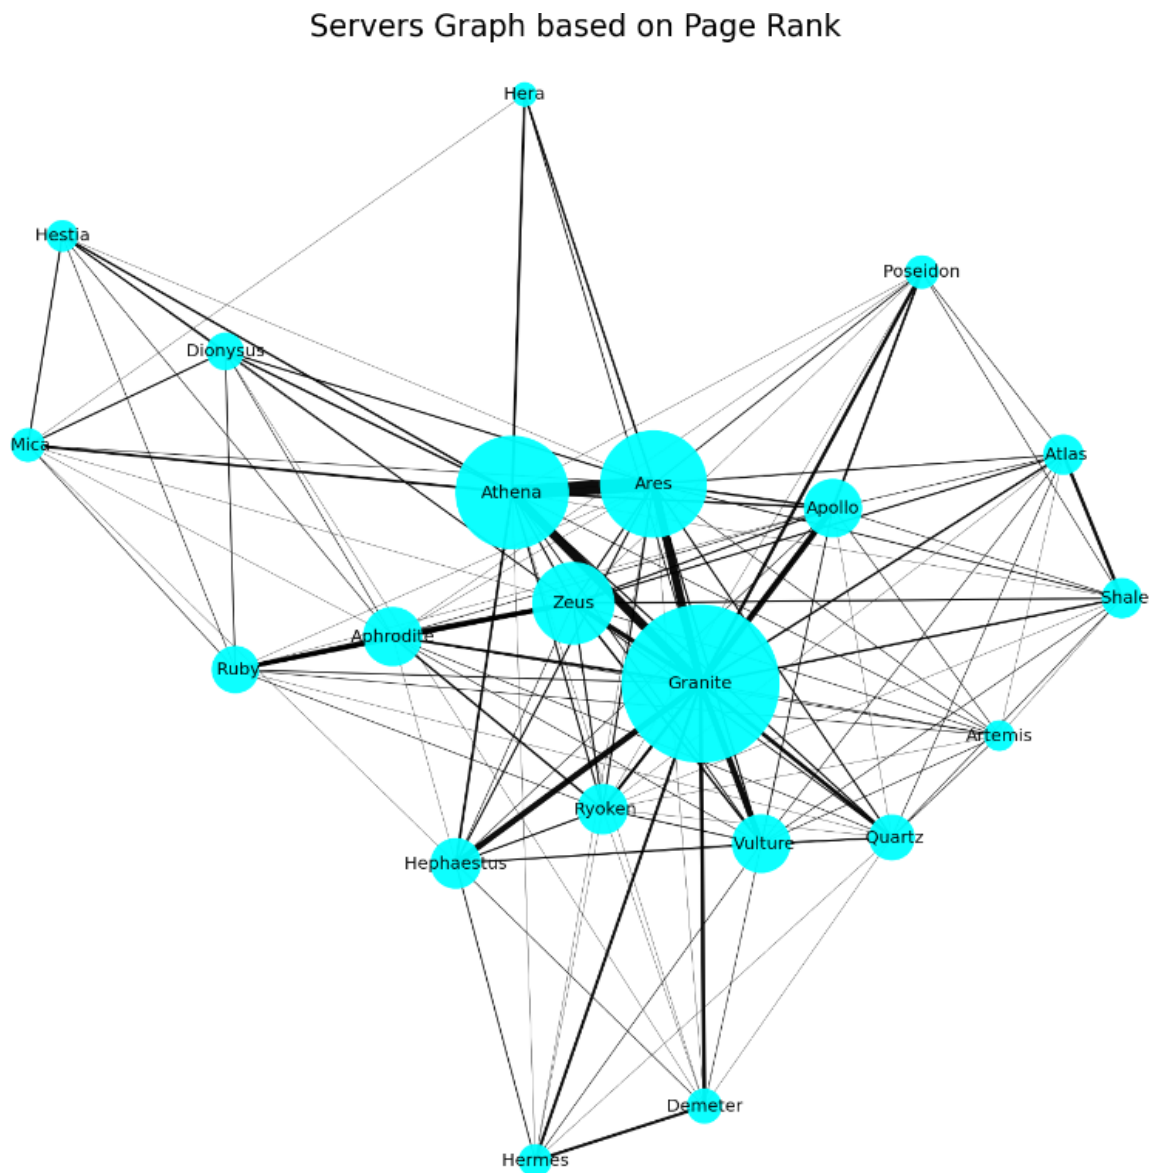 Servers Graph based on Page Rank
Hera
Hestia
Poseidon
Dionysus
Mica
Atlas
Ares
Athena
Apollo
Shale
Zeus
Aphrodite
Ruby
Granite
Artemis
Ryoken
Quartz
Vulture
Hephaestus
Demeter
Hermes